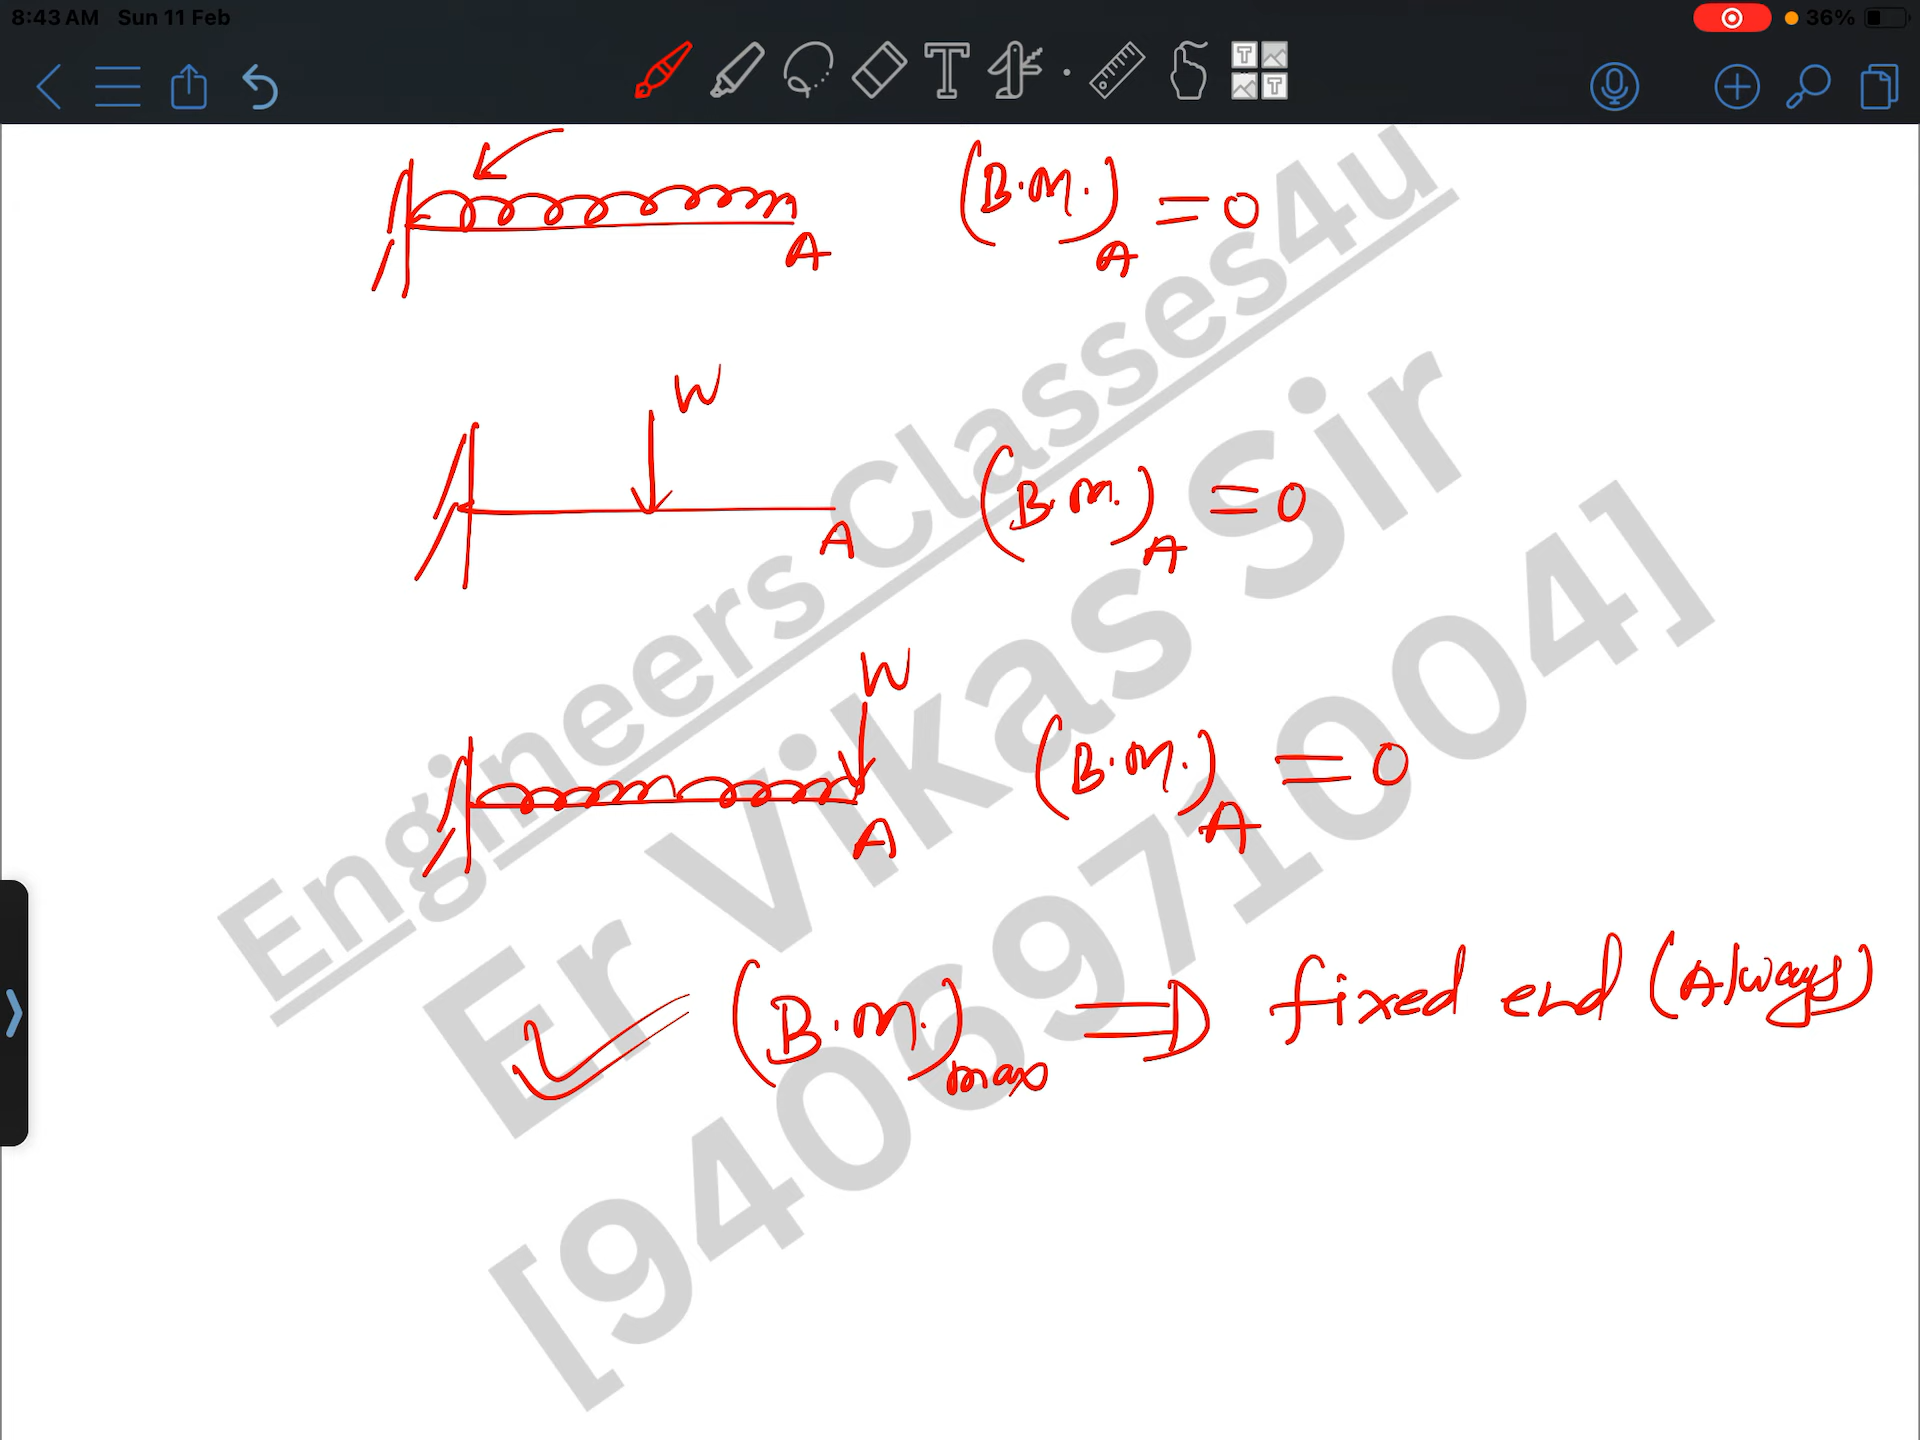 8:43 AM Sun 11 Feb
36%
A
(B.M.)A = 0
W
A
(B.M.)A = 0
W
A
(B.M.)A = 0
(B.M.)max ⇒ fixed end (Always)
Engineers Classes4u
Er Vikas Sir
[9406971004]